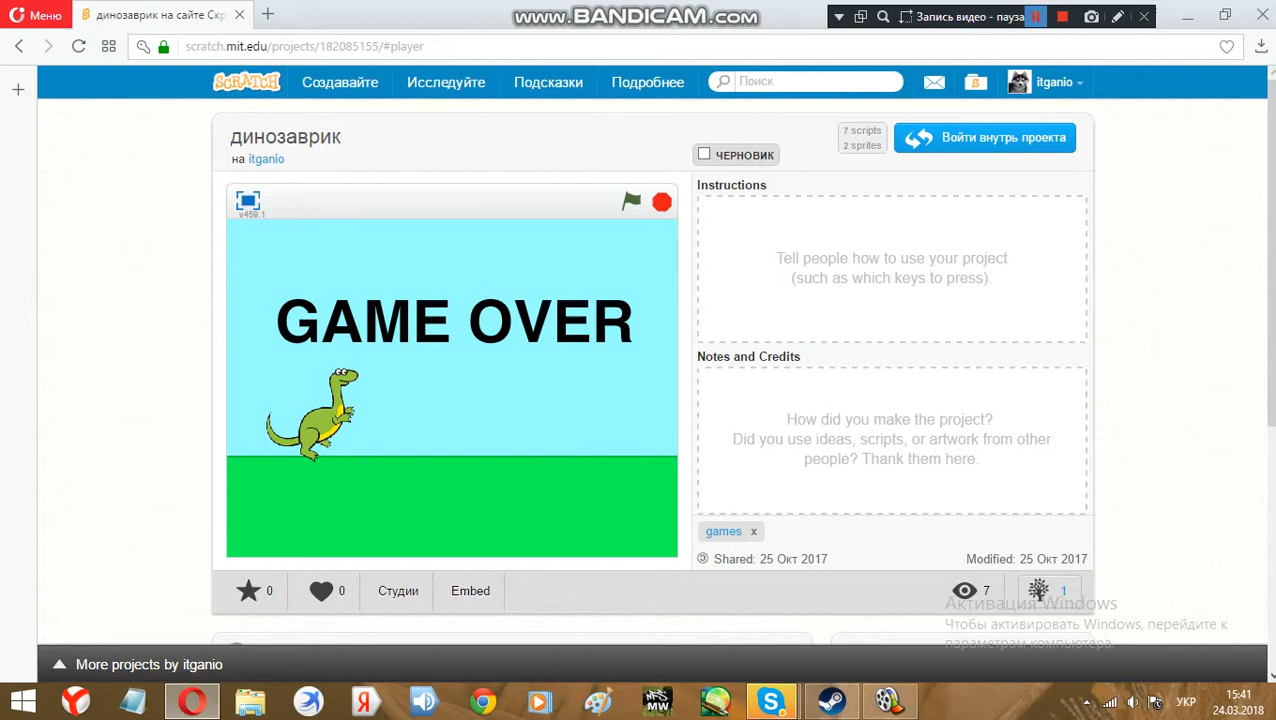 Меню
динозаврик на сайте Скр
www.BANDICAM.com
Запись видео - пауза
scratch.mit.edu/projects/182085155/#player
SCRATCH
Создавайте
Исследуйте
Подсказки
Подробнее
Поиск
itganio
динозаврик
на itganio
ЧЕРНОВИК
7 scripts
2 sprites
Войти внутрь проекта
v459.1
GAME OVER
Instructions
Tell people how to use your project
(such as which keys to press).
Notes and Credits
How did you make the project?
Did you use ideas, scripts, or artwork from other
people? Thank them here.
games x
Shared: 25 Окт 2017
Modified: 25 Окт 2017
0
0
Студии
Embed
7
1
Активация Windows
Чтобы активировать Windows, перейдите к
параметрам компьютера.
More projects by itganio
УКР
15:41
24.03.2018